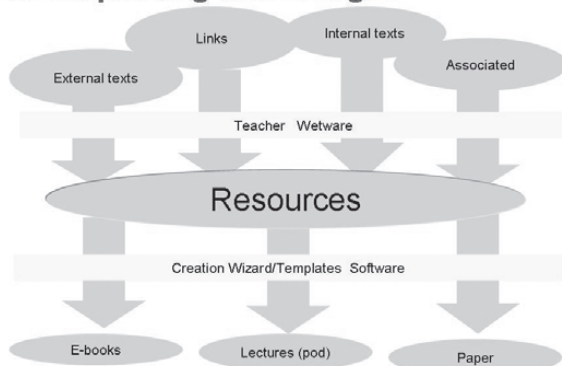 Links
Internal texts
External texts
Associated
Teacher Wetware
Resources
Creation Wizard/Templates Software
E-books
Lectures (pod)
Paper